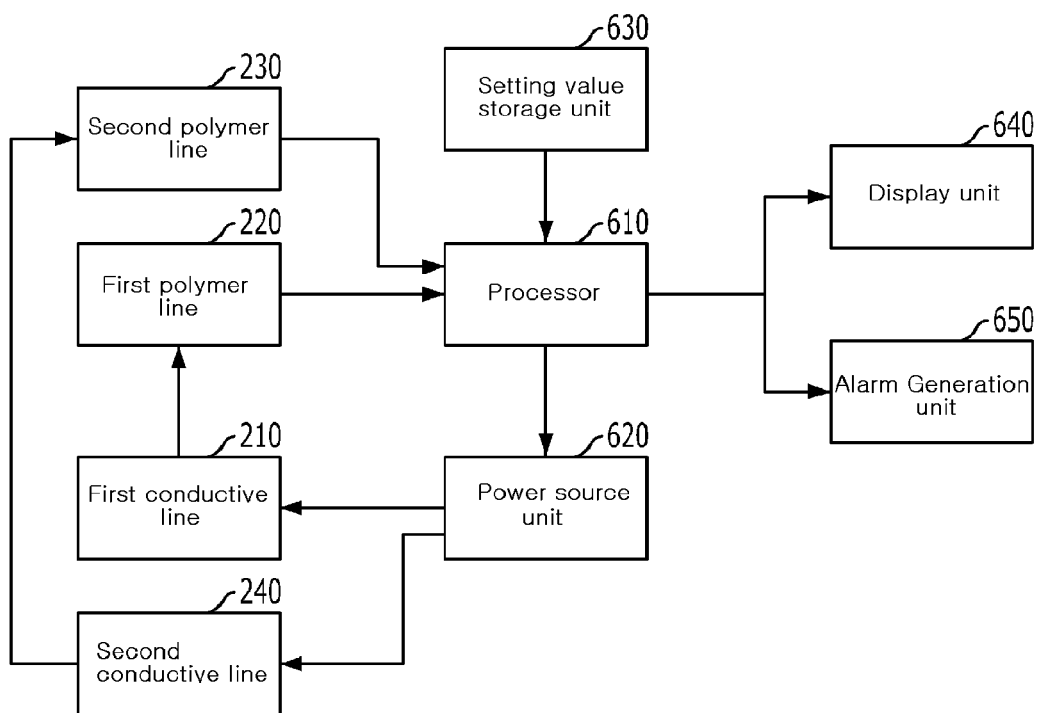 630
Setting value
storage unit
230
Second polymer
line
640
Display unit
220
First polymer
line
610
Processor
650
Alarm Generation
unit
210
First conductive
line
620
Power source
unit
240
Second
conductive line